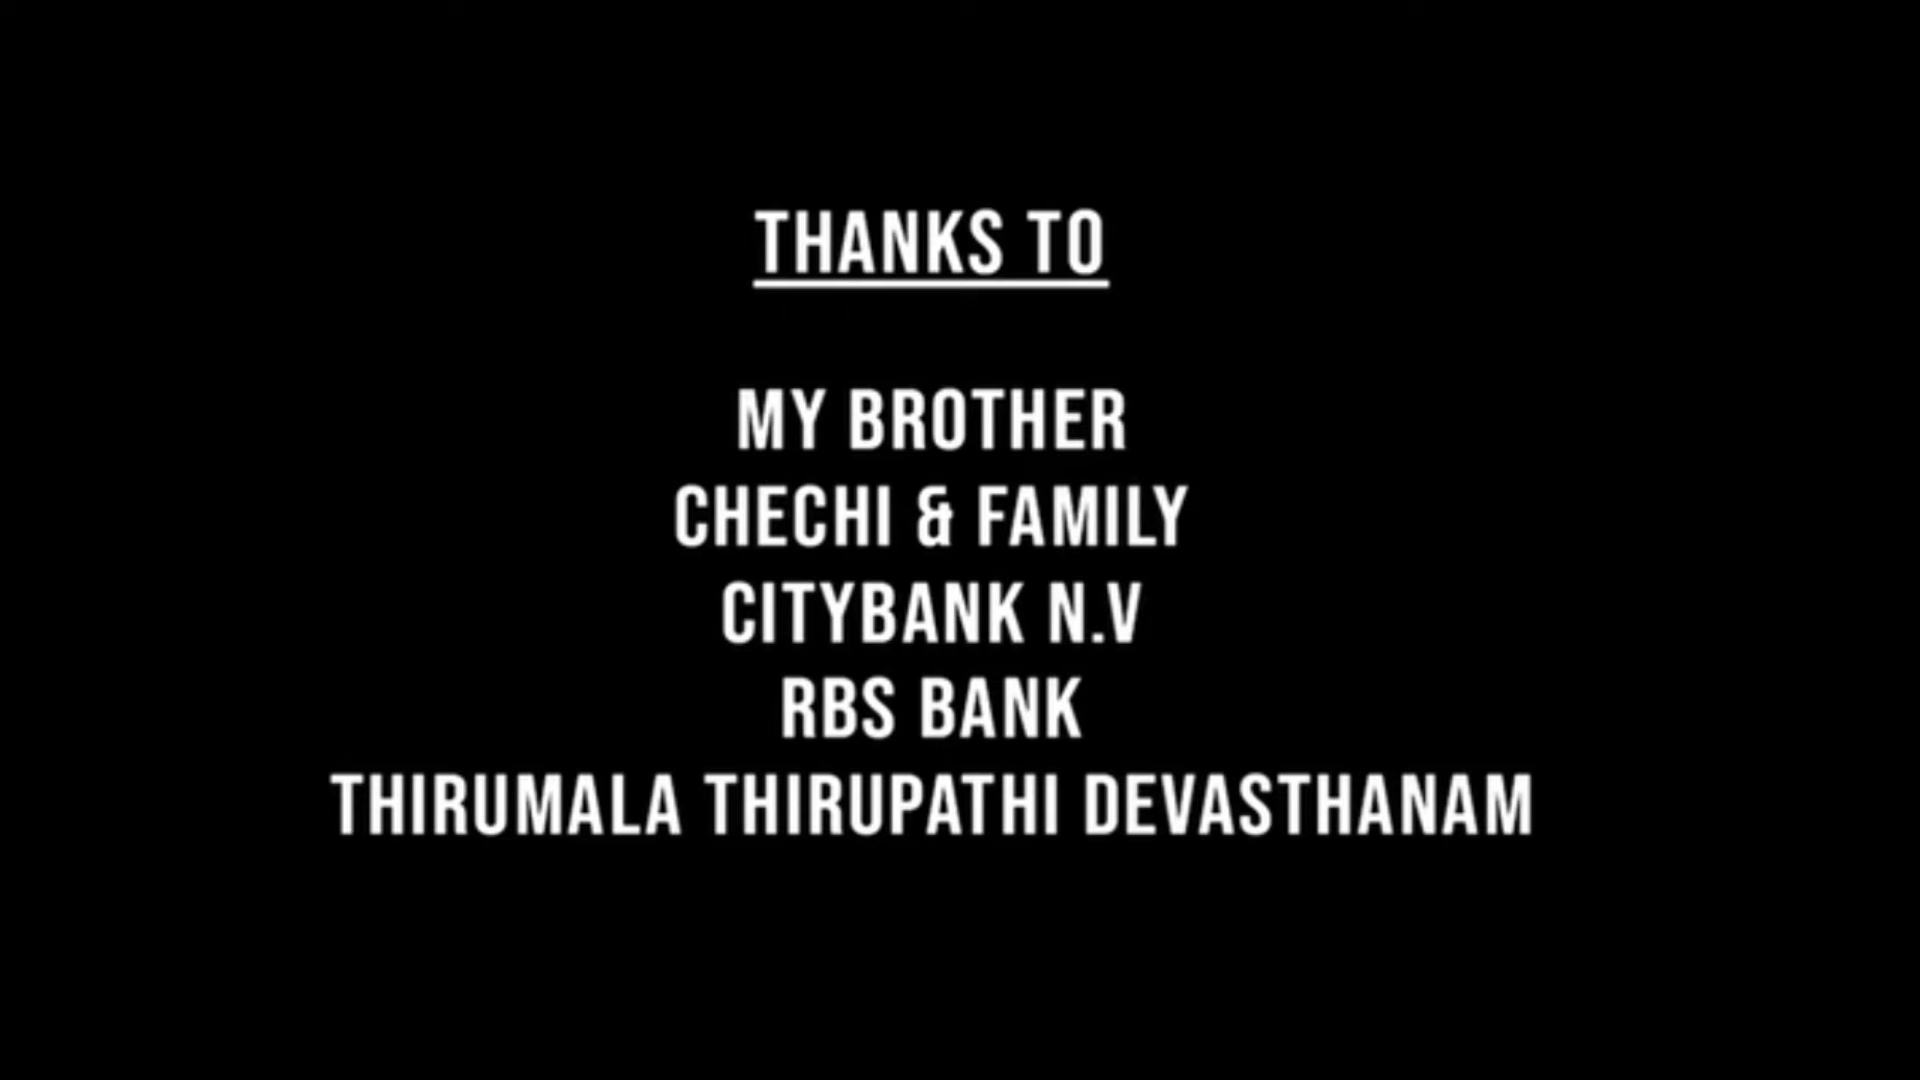 THANKS TO
MY BROTHER
CHECHI & FAMILY
CITYBANK N.V
RBS BANK
THIRUMALA THIRUPATHI DEVASTHANAM